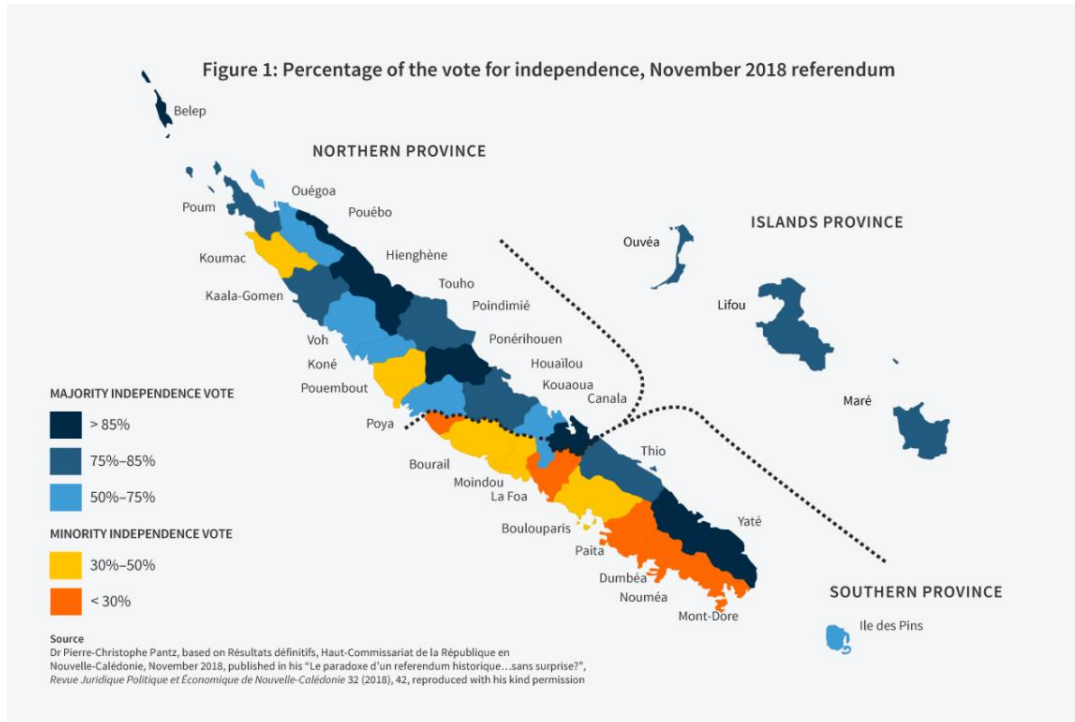 Figure 1: Percentage of the vote for independence, November 2018 referendum
Belep
NORTHERN PROVINCE
Ouégoa
Poum
Pouébo
ISLANDS PROVINCE
Ouvéa
Koumac
Hienghène
Kaala-Gomen
Touho
Lifou
Poindimié
Voh
Ponérihouen
Koné
Houaïlou
Pouembout
Kouaoua
Canala
MAJORITY INDEPENDENCE VOTE
> 85%
75%–85%
50%–75%
Maré
Poya
Thio
Bourail
Moindou
La Foa
Boulouparis
Yaté
MINORITY INDEPENDENCE VOTE
30%–50%
< 30%
Paita
Dumbéa
Nouméa
Mont-Dore
SOUTHERN PROVINCE
Ile des Pins
Source
Dr Pierre-Christophe Pantz, based on Résultats définitifs, Haut-Commissariat de la République en
Nouvelle-Calédonie, November 2018, published in his “Le paradoxe d’un referendum historique…sans surprise?”,
Revue Juridique Politique et Économique de Nouvelle-Calédonie 32 (2018), 42, reproduced with his kind permission